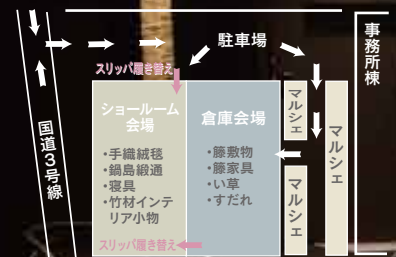 駐車場
事務所棟
スリッパ履き替え
国道3号線
ショールーム
会場
・手織絨毯
・鍋島緞通
・寝具
・竹材インテ
リア小物
スリッパ履き替え
倉庫会場
・籐敷物
・籐家具
・い草
・すだれ
マルシェ
マルシェ
マルシェ